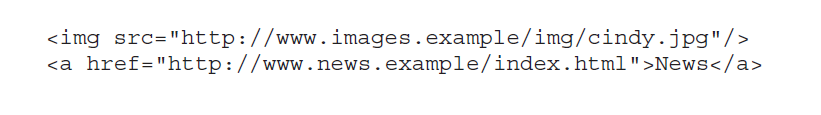 <img src="http://www.images.example/img/cindy.jpg"/>
<a href="http://www.news.example/index.html">News</a>